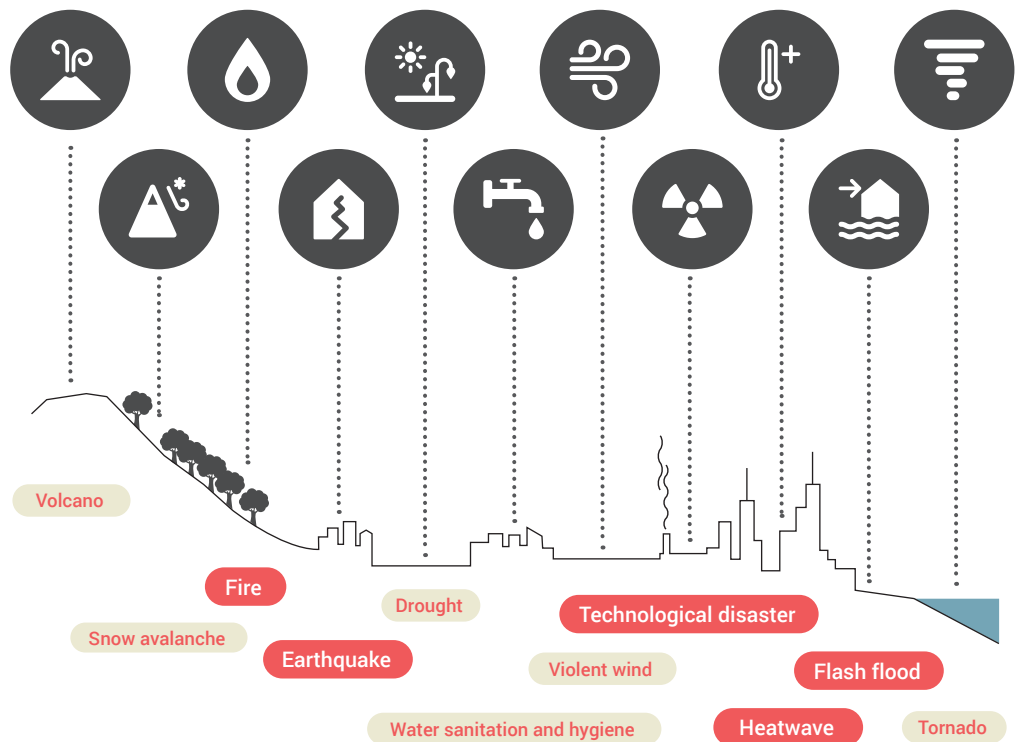 Volcano
Fire
Drought
Technological disaster
Snow avalanche
Earthquake
Violent wind
Flash flood
Water sanitation and hygiene
Heatwave
Tornado